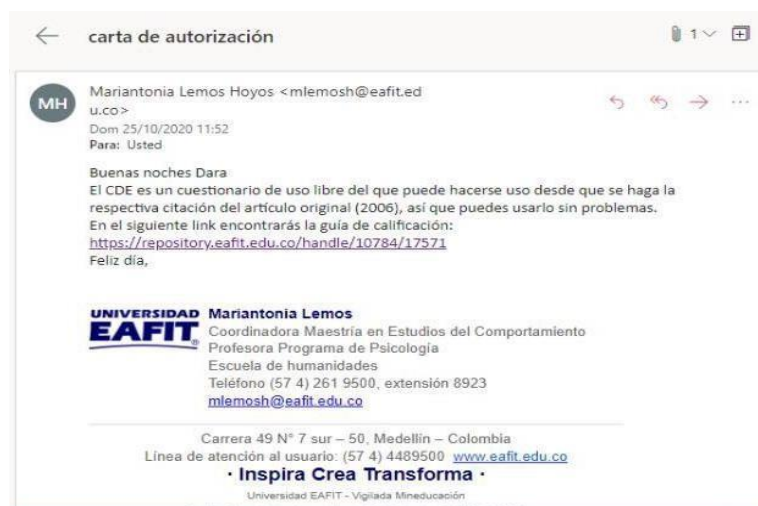 carta de autorización
1
MH
Mariantonia Lemos Hoyos <mlemosh@eafit.ed
u.co>
Dom 25/10/2020 11:52
Para: Usted
Buenas noches Dara
El CDE es un cuestionario de uso libre del que puede hacerse uso desde que se haga la
respectiva citación del artículo original (2006), así que puedes usarlo sin problemas.
En el siguiente link encontrarás la guía de calificación:
https://repository.eafit.edu.co/handle/10784/17571
Feliz día,
UNIVERSIDAD
EAFIT
Mariantonia Lemos
Coordinadora Maestría en Estudios del Comportamiento
Profesora Programa de Psicología
Escuela de humanidades
Teléfono (57 4) 261 9500, extensión 8923
mlemosh@eafit.edu.co
Carrera 49 N° 7 sur – 50, Medellín – Colombia
Línea de atención al usuario: (57 4) 4489500 www.eafit.edu.co
· Inspira Crea Transforma ·
Universidad EAFIT - Vigilada Mineducación